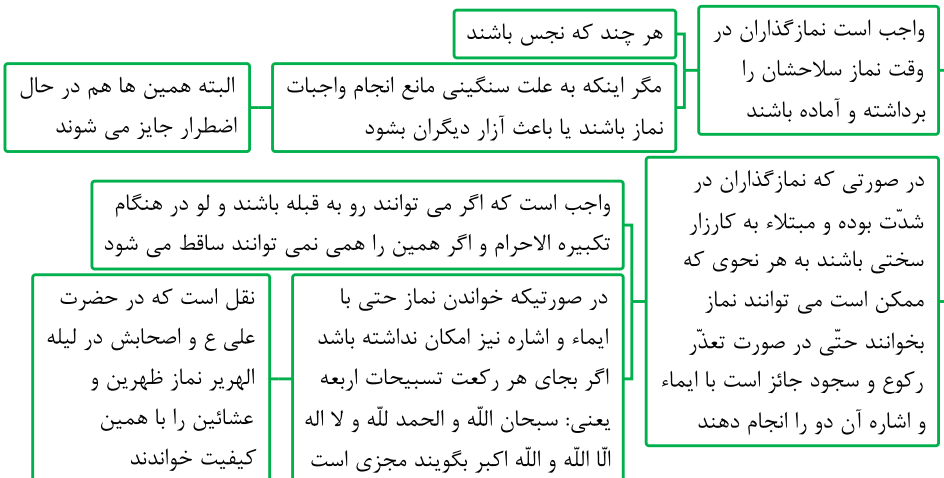 واجب است نمازگذاران در
وقت نماز سلاحشان را
برداشته و آماده باشند
هر چند که نجس باشند
مگر اینکه به علت سنگینی مانع انجام واجبات
نماز باشند یا باعث آزار دیگران بشود
البته همین ها هم در حال
اضطرار جایز می شوند
در صورتی که نمازگذاران در
شدّت بوده و مبتلاء به کارزار
سختی باشند به هر نحوی که
ممکن است می توانند نماز
بخوانند حتّی در صورت تعذّر
رکوع و سجود جائز است با ایماء
و اشاره آن دو را انجام دهند
واجب است که اگر می توانند رو به قبله باشند و لو در هنگام
تکبیره الاحرام و اگر همین را همی نمی توانند ساقط می شود
در صورتیکه خواندن نماز حتی با
ایماء و اشاره نیز امکان نداشته باشد
اگر بجای هر رکعت تسبیحات اربعه
یعنی: سبحان اللّه و الحمد للّه و لا اله
الّا اللّه و اللّه اکبر بگویند مجزی است
نقل است که در حضرت
علی ع و اصحابش در لیله
الهریر نماز ظهرین و
عشائین را با همین
کیفیت خواندند